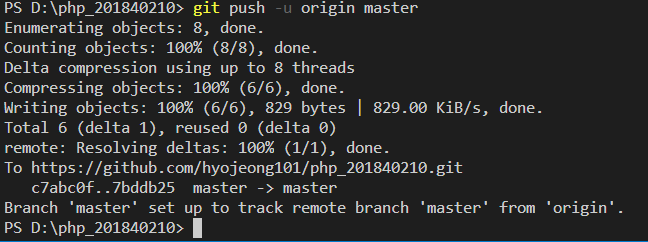 PS D:\php_201840210> git push -u origin master
Enumerating objects: 8, done.
Counting objects: 100% (8/8), done.
Delta compression using up to 8 threads
Compressing objects: 100% (6/6), done.
Writing objects: 100% (6/6), 829 bytes | 829.00 KiB/s, done.
Total 6 (delta 1), reused 0 (delta 0)
remote: Resolving deltas: 100% (1/1), done.
To https://github.com/hyojeong101/php_201840210.git
   c7abc0f..7bddb25  master -> master
Branch 'master' set up to track remote branch 'master' from 'origin'.
PS D:\php_201840210>